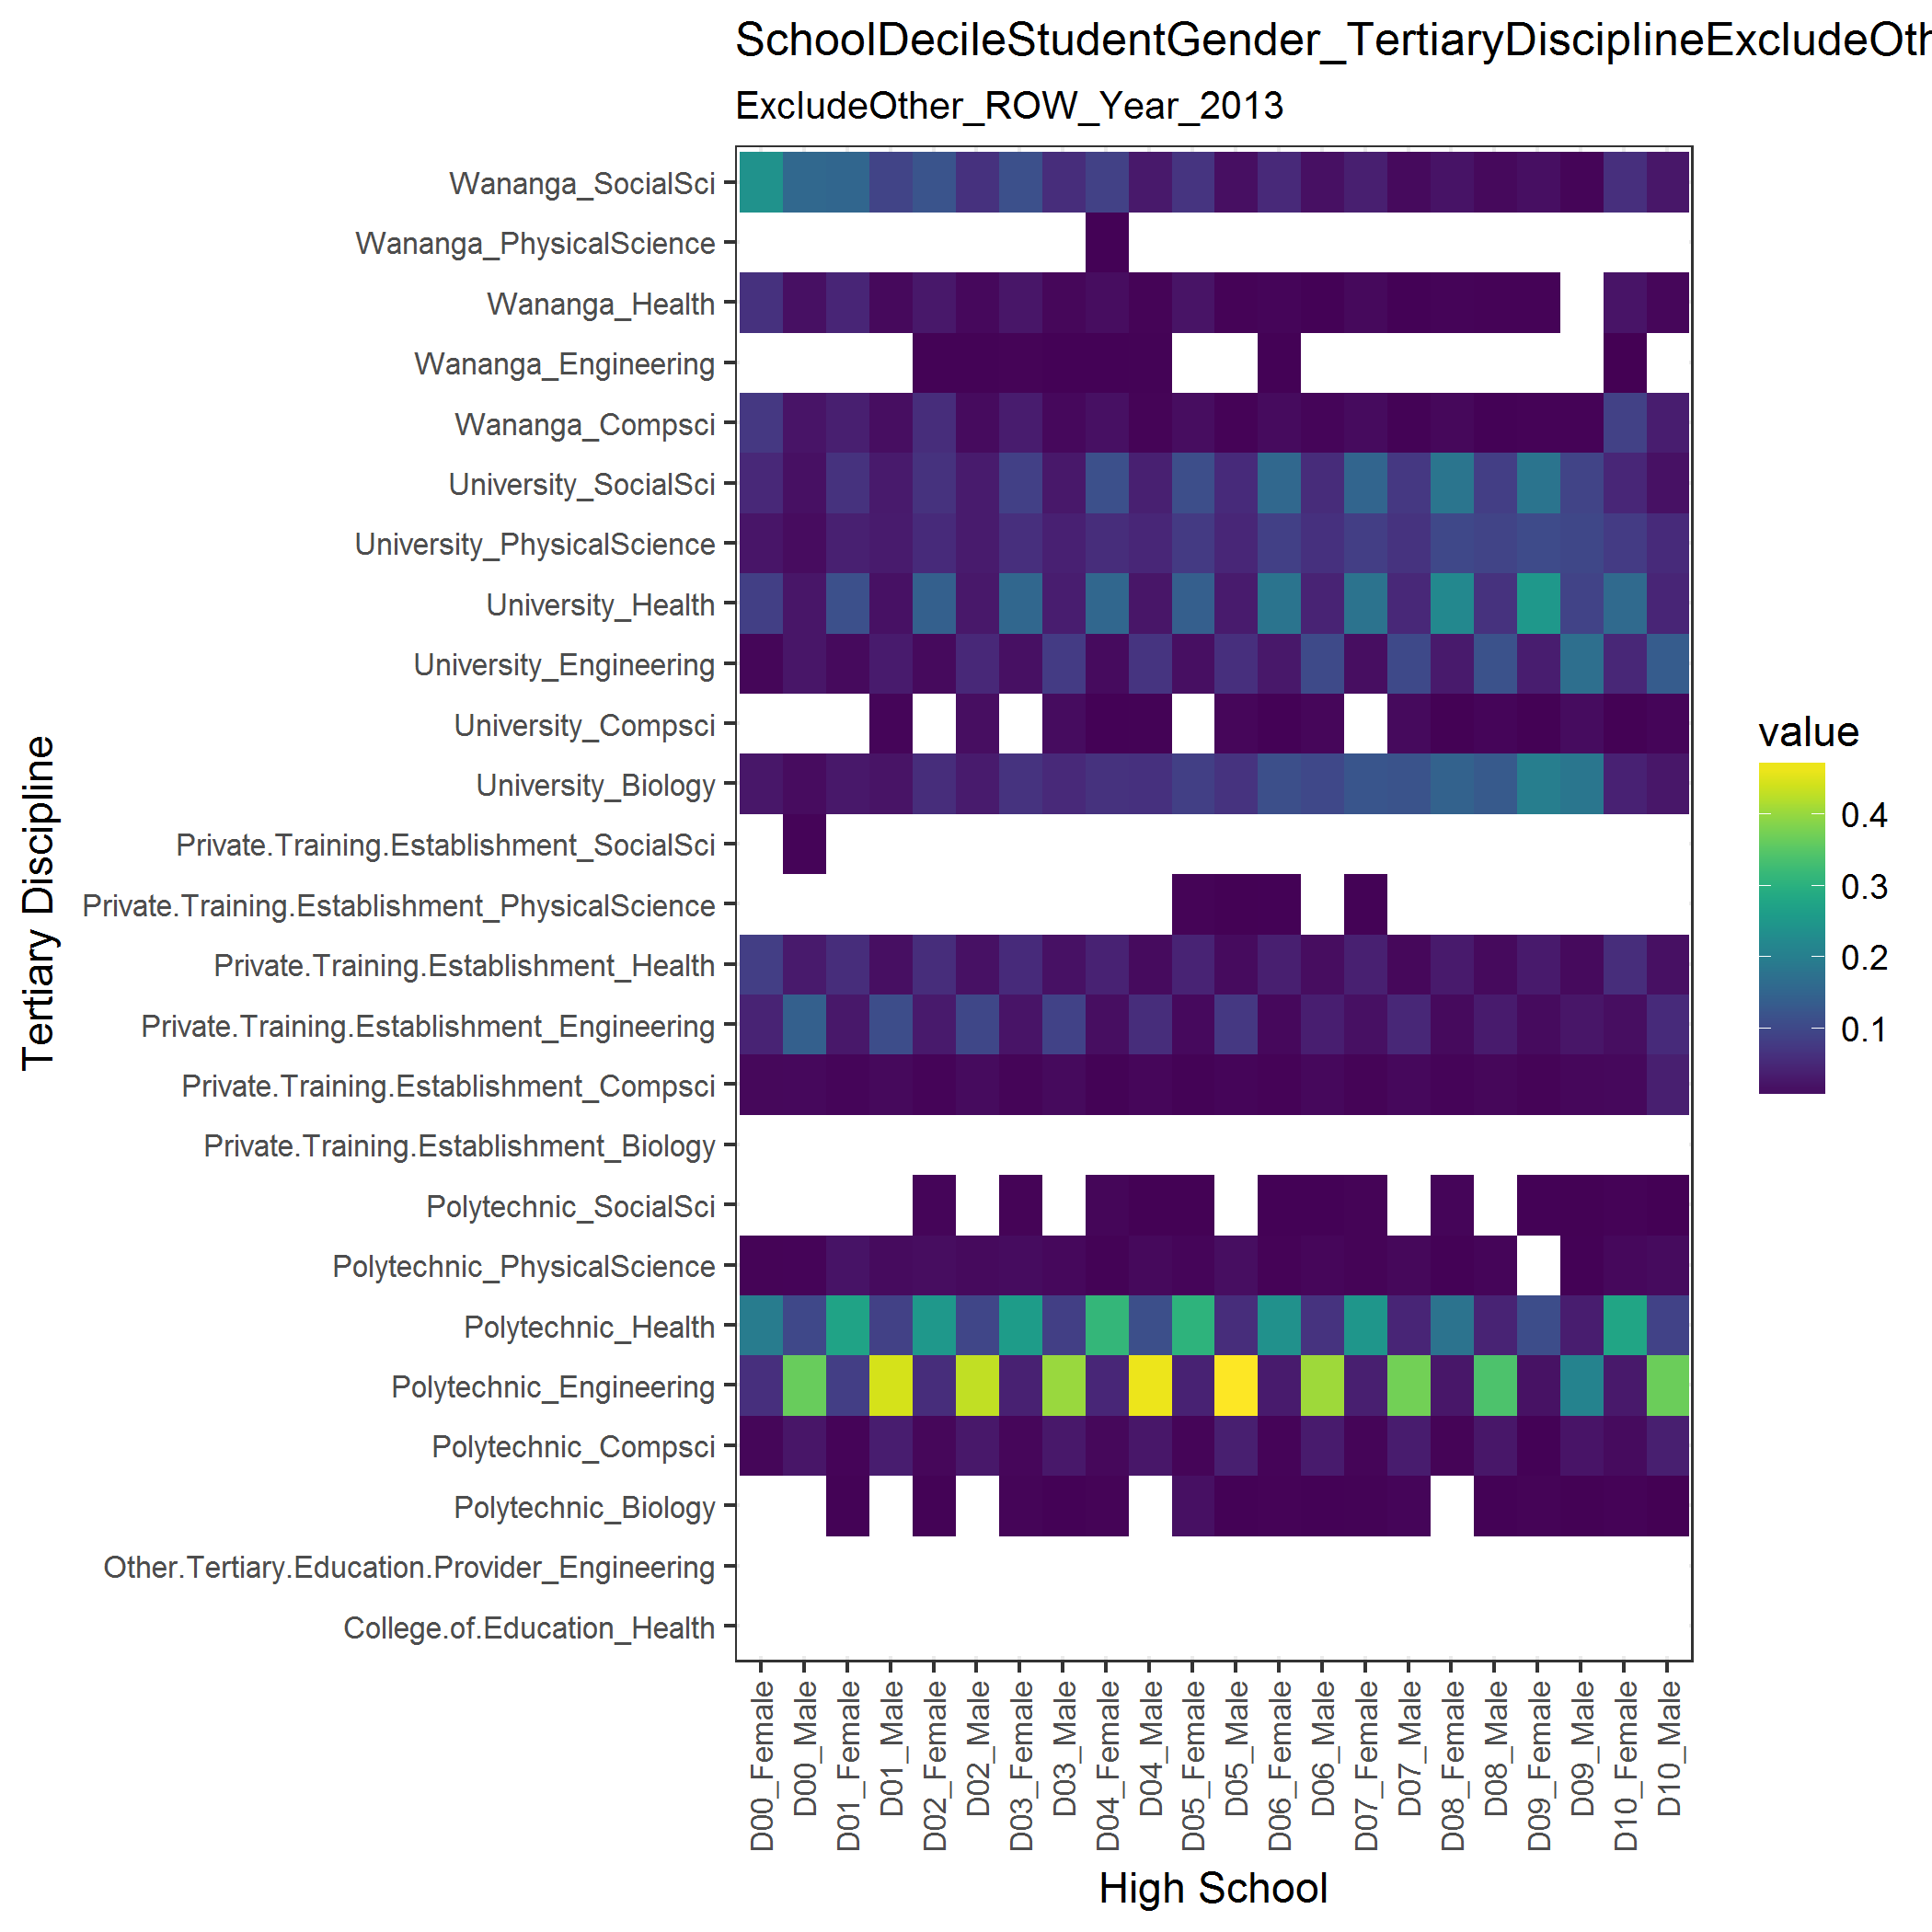 SchoolDecileStudentGender_TertiaryDisciplineExcludeOth
ExcludeOther_ROW_Year_2013
Wananga_SocialSci
Wananga_PhysicalScience
Wananga_Health
Wananga_Engineering
Wananga_Compsci
University_SocialSci
University_PhysicalScience
University_Health
University_Engineering
University_Compsci
University_Biology
Private.Training.Establishment_SocialSci
Private.Training.Establishment_PhysicalScience
Private.Training.Establishment_Health
Private.Training.Establishment_Engineering
Private.Training.Establishment_Compsci
Private.Training.Establishment_Biology
Polytechnic_SocialSci
Polytechnic_PhysicalScience
Polytechnic_Health
Polytechnic_Engineering
Polytechnic_Compsci
Polytechnic_Biology
Other.Tertiary.Education.Provider_Engineering
College.of.Education_Health
Tertiary Discipline
value
0.4
0.3
0.2
0.1
D00_Female
D00_Male
D01_Female
D01_Male
D02_Female
D02_Male
D03_Female
D03_Male
D04_Female
D04_Male
D05_Female
D05_Male
D06_Female
D06_Male
D07_Female
D07_Male
D08_Female
D08_Male
D09_Female
D09_Male
D10_Female
D10_Male
High School